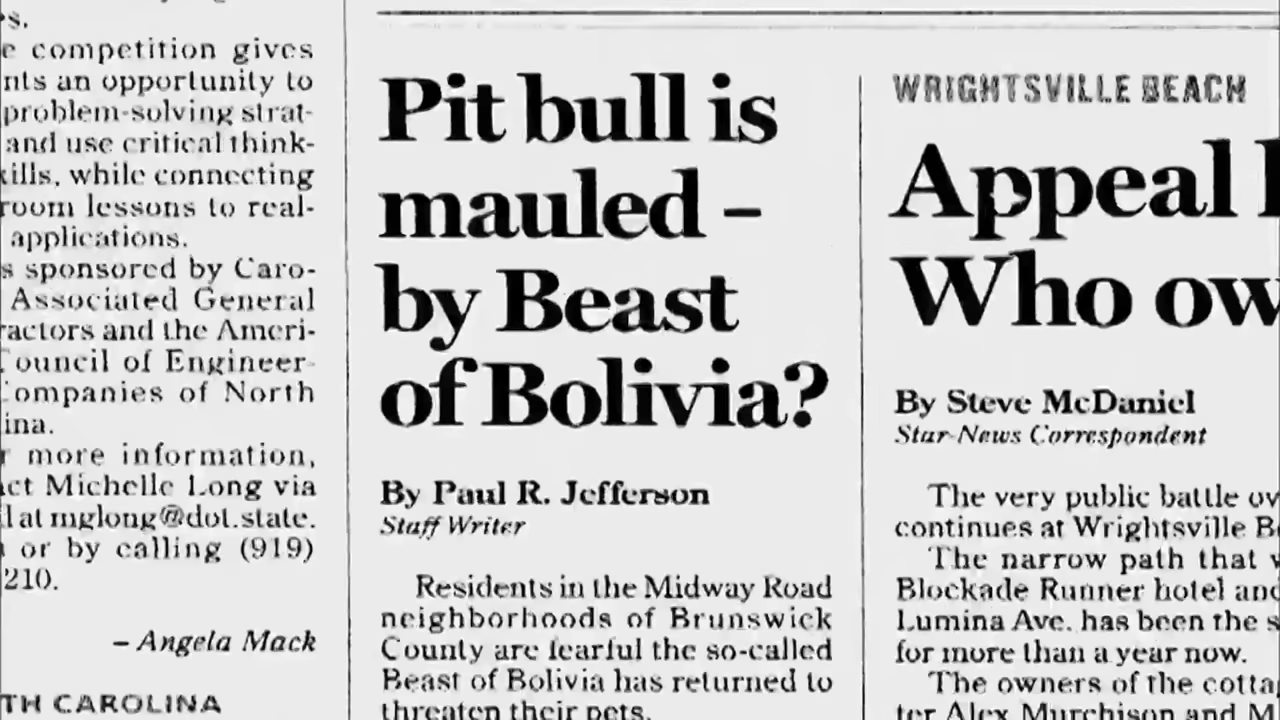 s.
competition gives
nts an opportunity to
problem-solving strat-
and use critical think-
ills, while connecting
room lessons to real-
applications.
s sponsored by Caro-
Associated General
ractors and the Ameri-
Council of Engineer-
Companies of North
ina.
r more information,
ct Michelle Long via
l at mglong@dot.state.
or by calling (919)
210.
– Angela Mack
TH CAROLINA
Pit bull is
mauled –
by Beast
of Bolivia?
By Paul R. Jefferson
Staff Writer
Residents in the Midway Road
neighborhoods of Brunswick
County are fearful the so-called
Beast of Bolivia has returned to
threaten their pets.
WRIGHTSVILLE BEACH
Appeal
Who ow
By Steve McDaniel
Star-News Correspondent
The very public battle ov
continues at Wrightsville B
The narrow path that
Blockade Runner hotel and
Lumina Ave. has been the s
for more than a year now.
The owners of the cotta
ter Alex Murchison and M